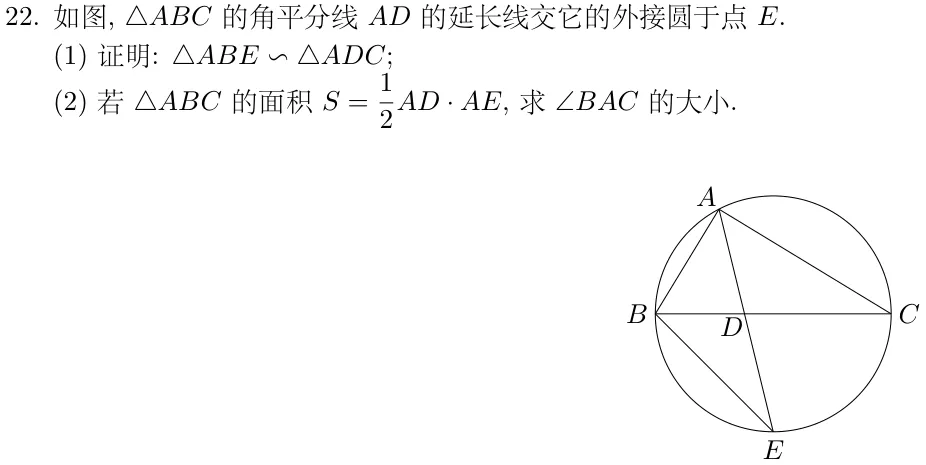 22. 如图, △ABC 的角平分线 AD 的延长线交它的外接圆于点 E.
(1) 证明: △ABE ∽ △ADC;
(2) 若 △ABC 的面积 S = \frac{1}{2}AD · AE, 求 ∠BAC 的大小.
A
B
D
C
E